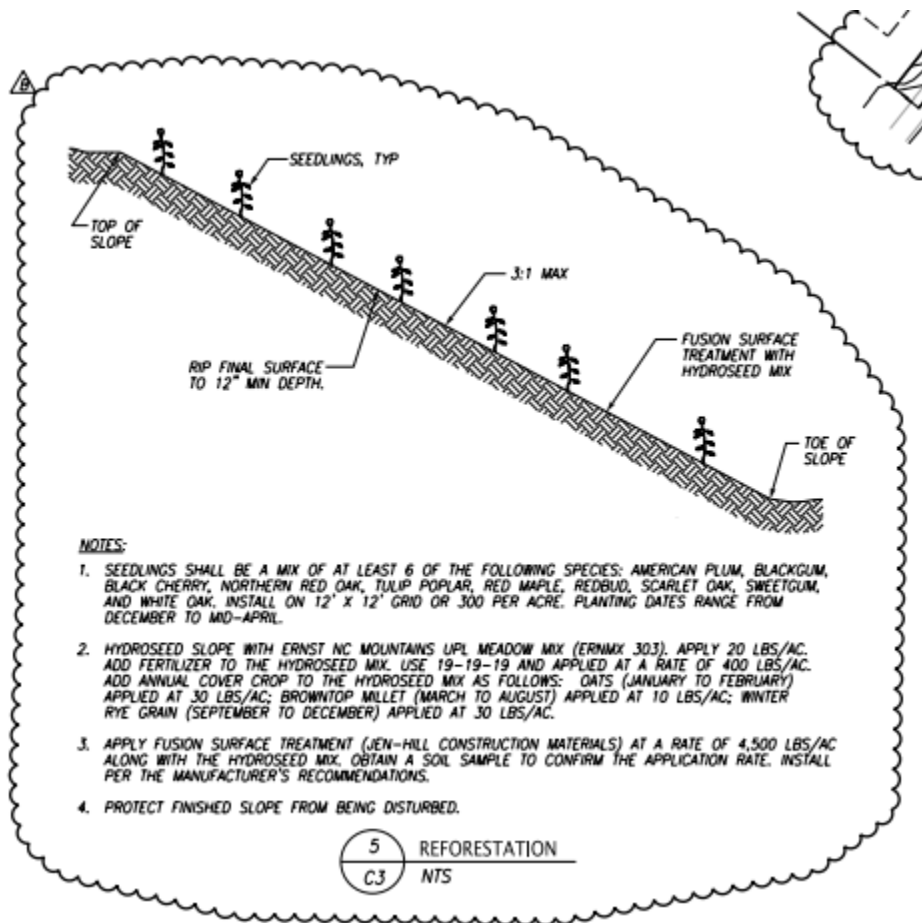 B
SEEDLINGS, TYP
TOP OF
SLOPE
3:1 MAX
RIP FINAL SURFACE
TO 12" MIN DEPTH.
FUSION SURFACE
TREATMENT WITH
HYDROSEED MIX
TOE OF
SLOPE
NOTES:
1. SEEDLINGS SHALL BE A MIX OF AT LEAST 6 OF THE FOLLOWING SPECIES: AMERICAN PLUM, BLACKGUM,
BLACK CHERRY, NORTHERN RED OAK, TULIP POPLAR, RED MAPLE, REDBUD, SCARLET OAK, SWEETGUM,
AND WHITE OAK. INSTALL ON 12' X 12' GRID OR 300 PER ACRE. PLANTING DATES RANGE FROM
DECEMBER TO MID-APRIL.
2. HYDROSEED SLOPE WITH ERNST NC MOUNTAINS UPL MEADOW MIX (ERNMX 303). APPLY 20 LBS/AC.
ADD FERTILIZER TO THE HYDROSEED MIX. USE 19-19-19 AND APPLIED AT A RATE OF 400 LBS/AC.
ADD ANNUAL COVER CROP TO THE HYDROSEED MIX AS FOLLOWS: OATS (JANUARY TO FEBRUARY)
APPLIED AT 30 LBS/AC; BROWNTOP MILLET (MARCH TO AUGUST) APPLIED AT 10 LBS/AC; WINTER
RYE GRAIN (SEPTEMBER TO DECEMBER) APPLIED AT 30 LBS/AC.
3. APPLY FUSION SURFACE TREATMENT (JEN-HILL CONSTRUCTION MATERIALS) AT A RATE OF 4,500 LBS/AC
ALONG WITH THE HYDROSEED MIX. OBTAIN A SOIL SAMPLE TO CONFIRM THE APPLICATION RATE. INSTALL
PER THE MANUFACTURER'S RECOMMENDATIONS.
4. PROTECT FINISHED SLOPE FROM BEING DISTURBED.
5 REFORESTATION
C3 NTS